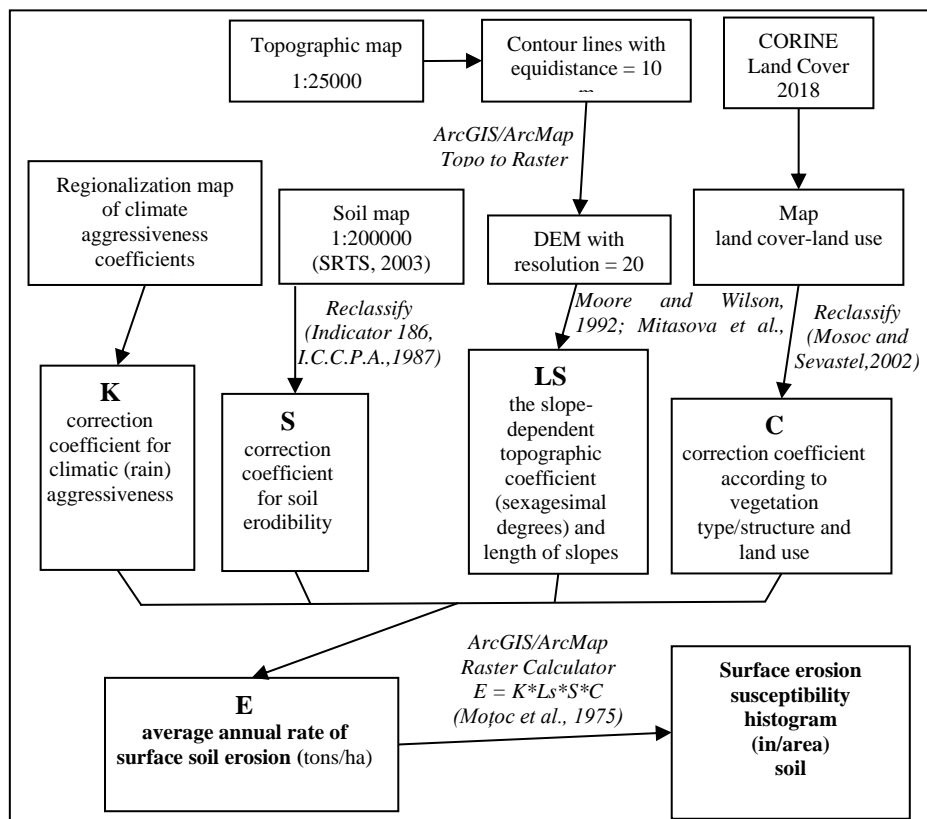 Topographic map
1:25000
Contour lines with
equidistance = 10
CORINE
Land Cover
2018
ArcGIS/ArcMap
Topo to Raster
Regionalization map
of climate
aggressiveness
coefficients
Soil map
1:200000
(SRTS, 2003)
DEM with
resolution = 20
Map
land cover-land use
Reclassify
(Indicator 186,
I.C.C.P.A.,1987)
Moore and Wilson,
1992; Mitasova et al.,
Reclassify
(Mosoc and
Sevastel,2002)
K
correction
coefficient for
climatic (rain)
aggressiveness
S
correction
coefficient
for soil
erodibility
LS
the slope-
dependent
topographic
coefficient
(sexagesimal
degrees) and
length of slopes
C
correction coefficient
according to
vegetation
type/structure and
land use
E
average annual rate of
surface soil erosion (tons/ha)
ArcGIS/ArcMap
Raster Calculator
E = K*Ls*S*C
(Moțoc et al., 1975)
Surface erosion
susceptibility
histogram
(in/area)
soil